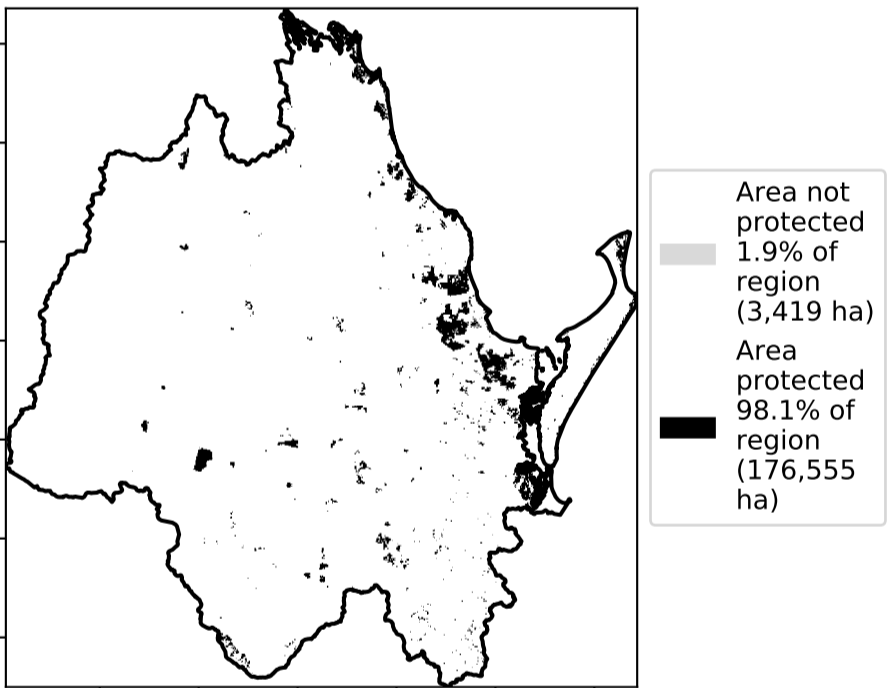 Area not
protected
1.9% of
region
(3,419 ha)
Area
protected
98.1% of
region
(176,555
ha)